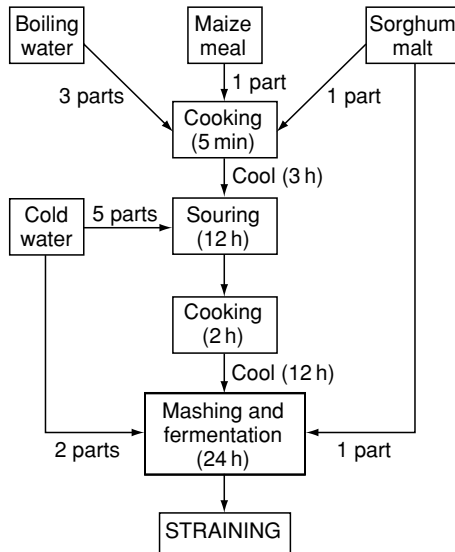 Boiling
water
Maize
meal
Sorghum
malt
3 parts
1 part
1 part
Cooking
(5 min)
Cool (3 h)
Cold
water
5 parts
Souring
(12 h)
Cooking
(2 h)
Cool (12 h)
Mashing and
fermentation
(24 h)
2 parts
1 part
STRAINING